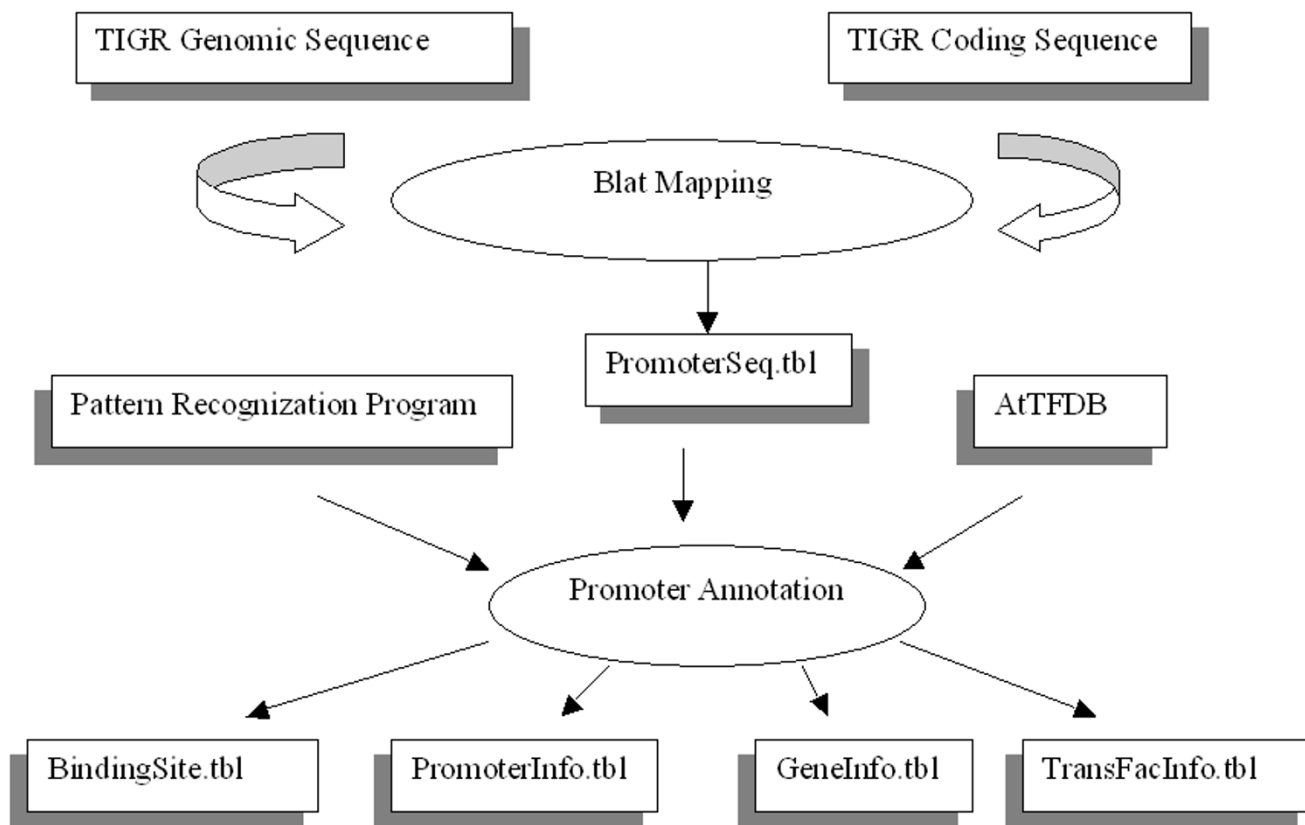 TIGR Genomic Sequence
TIGR Coding Sequence
Blat Mapping
PromoterSeq.tbl
Pattern Recognization Program
AtTFDB
Promoter Annotation
BindingSite.tbl
PromoterInfo.tbl
GeneInfo.tbl
TransFacInfo.tbl